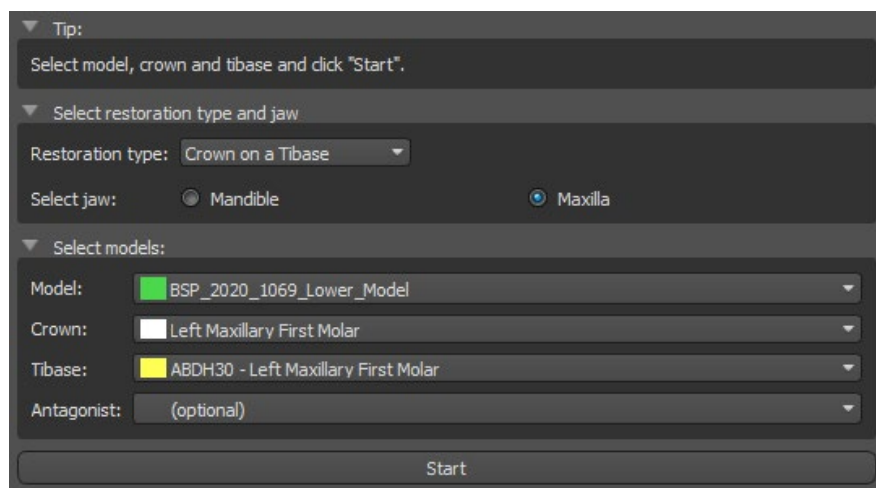 Tip:
Select model, crown and tibase and click "Start".
Select restoration type and jaw
Restoration type: Crown on a Tibase
Select jaw: Mandible Maxilla
Select models:
Model: BSP_2020_1069_Lower_Model
Crown: Left Maxillary First Molar
Tibase: ABDH30 - Left Maxillary First Molar
Antagonist: (optional)
Start